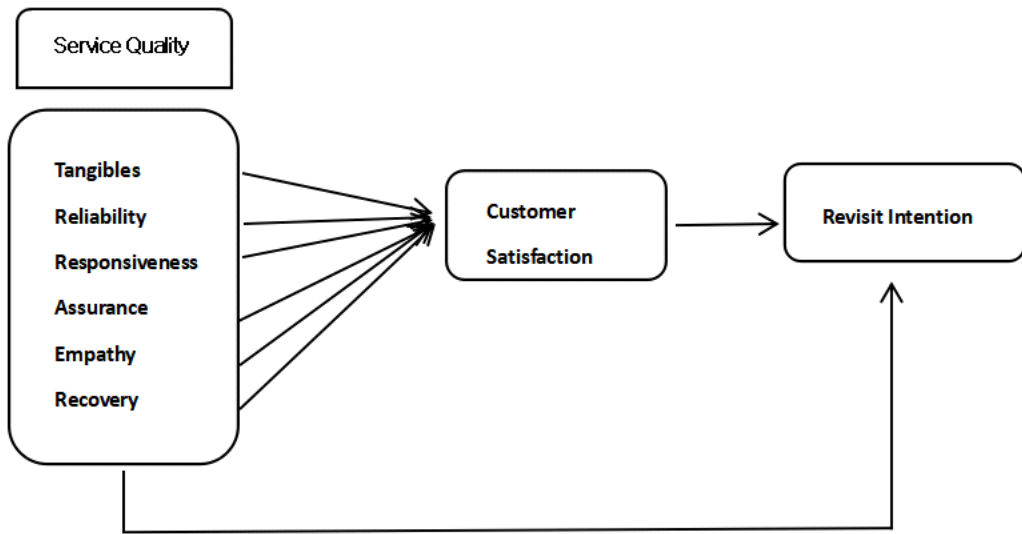 Service Quality
Tangibles
Reliability
Responsiveness
Assurance
Empathy
Recovery
Customer
Satisfaction
Revisit Intention